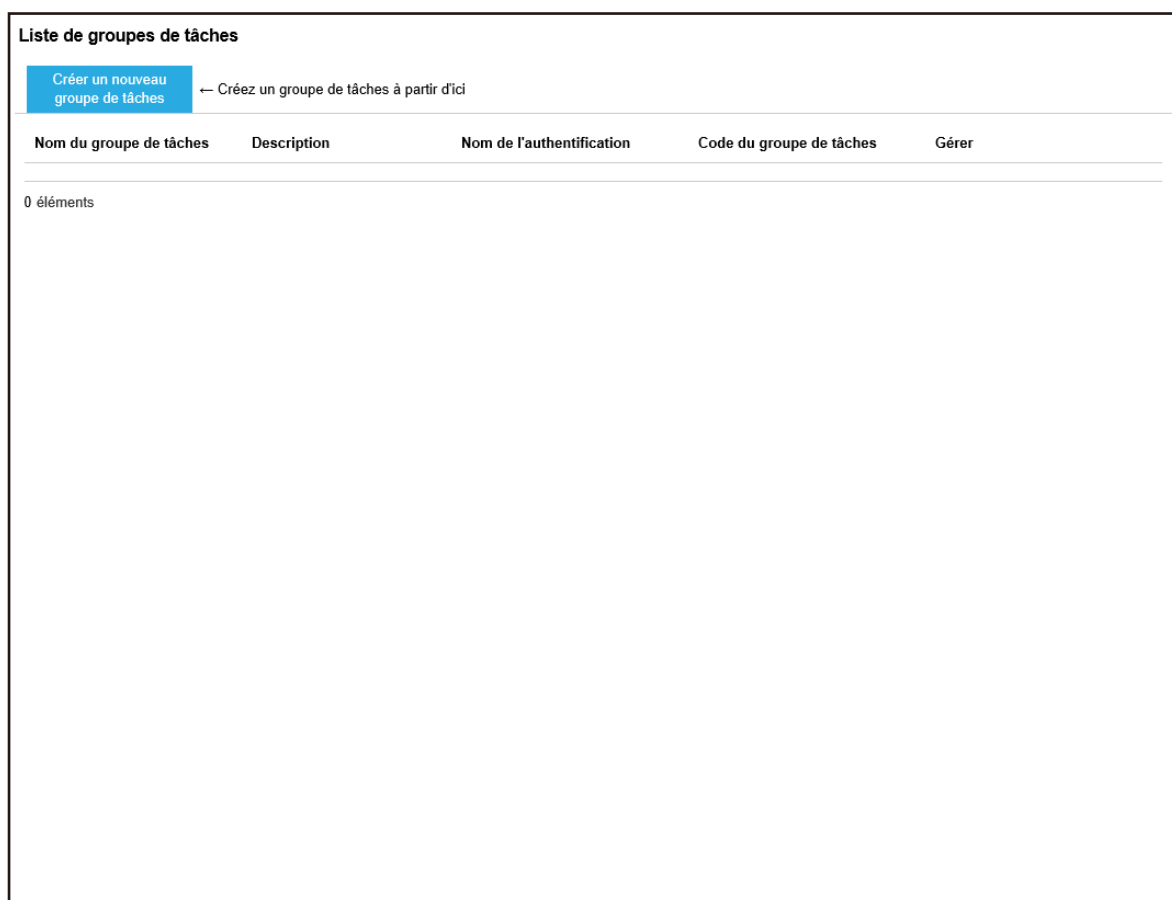 Liste de groupes de tâches
Créer un nouveau
groupe de tâches
← Créez un groupe de tâches à partir d'ici
Nom du groupe de tâches Description Nom de l'authentification Code du groupe de tâches Gérer
0 éléments